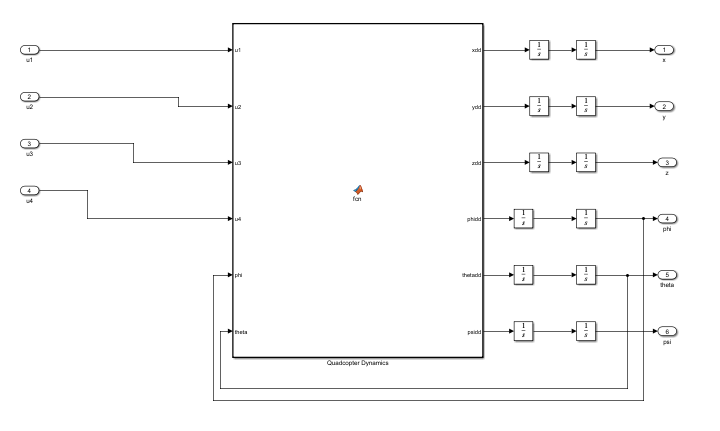 1 u1 xdd 1/s 1/s 1
u1 x
2 u2 ydd 1/s 1/s 2
u2 y
3 u3 zdd 1/s 1/s 3
u3 z
4 u4 phidd 1/s 1/s 4
u4 phi
fcn
phi thetadd 1/s 1/s 5
theta
theta psidd 1/s 1/s 6
psi
Quadcopter Dynamics